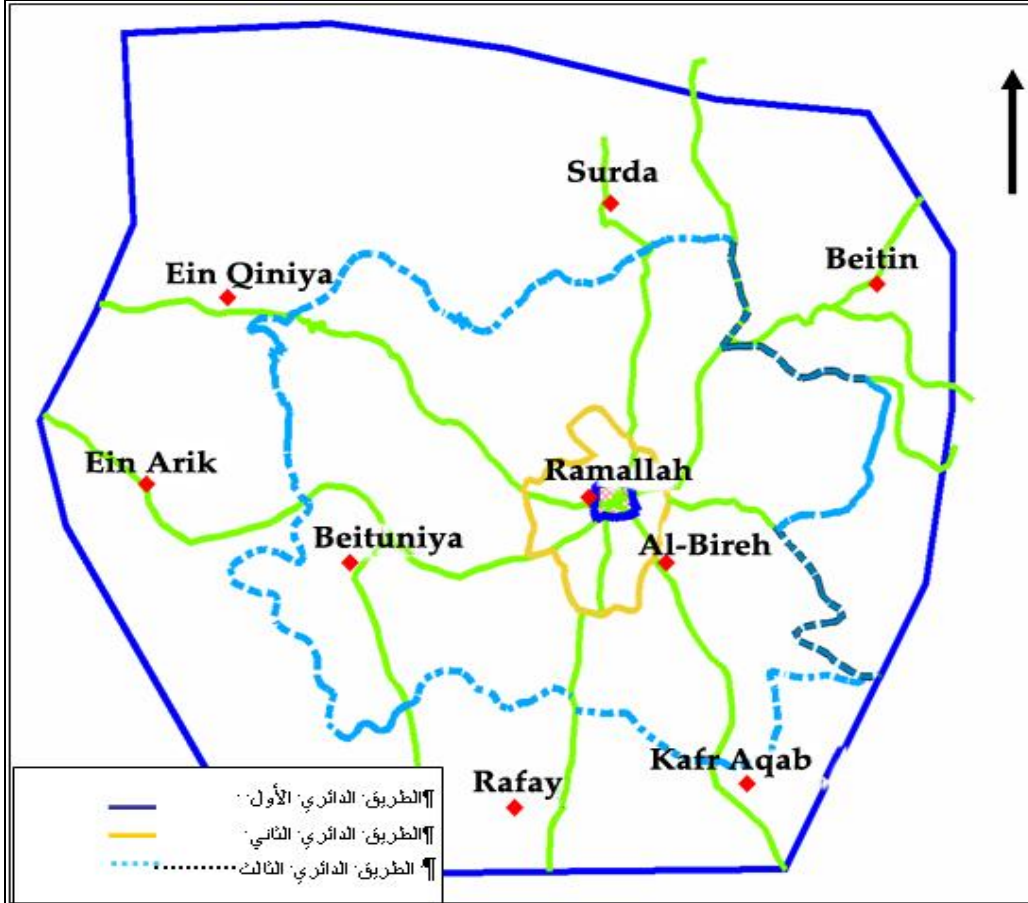 Surda
Beitin
Ein Qiniya
Ramallah
Ein Arik
Beituniya
Al-Bireh
Kafr Aqab
Rafay
¶الطريق· الدائري· الأول··
¶الطريق· الدائري· الثاني·
¶ الطريق· الدائري· الثالث